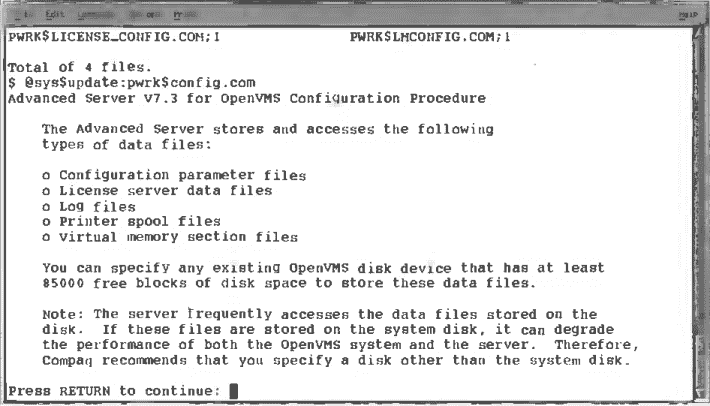 Edit
PWRK$LICENSE_CONFIG.COM;1 PWRK$LMCONFIG.COM;1
Total of 4 files.
$ @sys$update:pwrk$config.com
Advanced Server V7.3 for OpenVMS Configuration Procedure
The Advanced Server stores and accesses the following
types of data files:
o Configuration parameter files
o License server data files
o Log files
o Printer spool files
o Virtual memory section files
You can specify any existing OpenVMS disk device that has at least
85000 free blocks of disk space to store these data files.
Note: The server frequently accesses the data files stored on the
disk. If these files are stored on the system disk, it can degrade
the performance of both the OpenVMS system and the server. Therefore,
Compaq recommends that you specify a disk other than the system disk.
Press RETURN to continue: